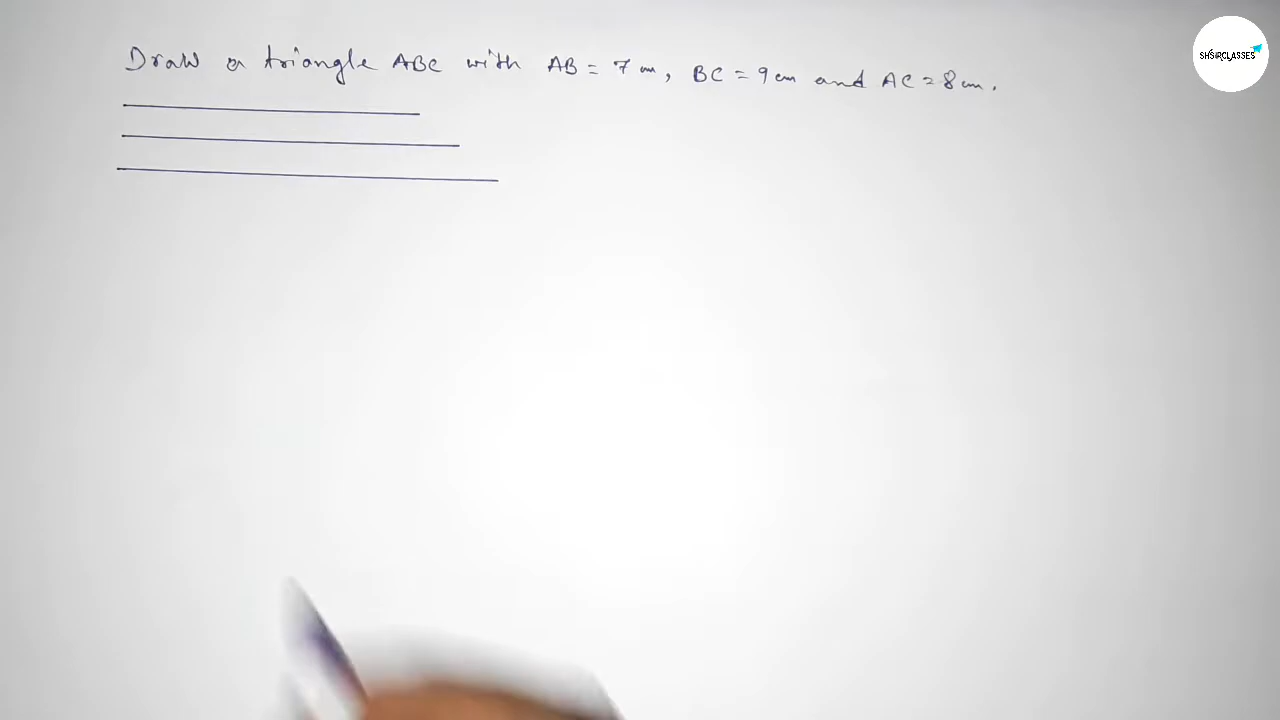 Draw a triangle ABC with AB = 7 cm, BC = 9 cm and AC = 8 cm.
SHSIRCLASSES